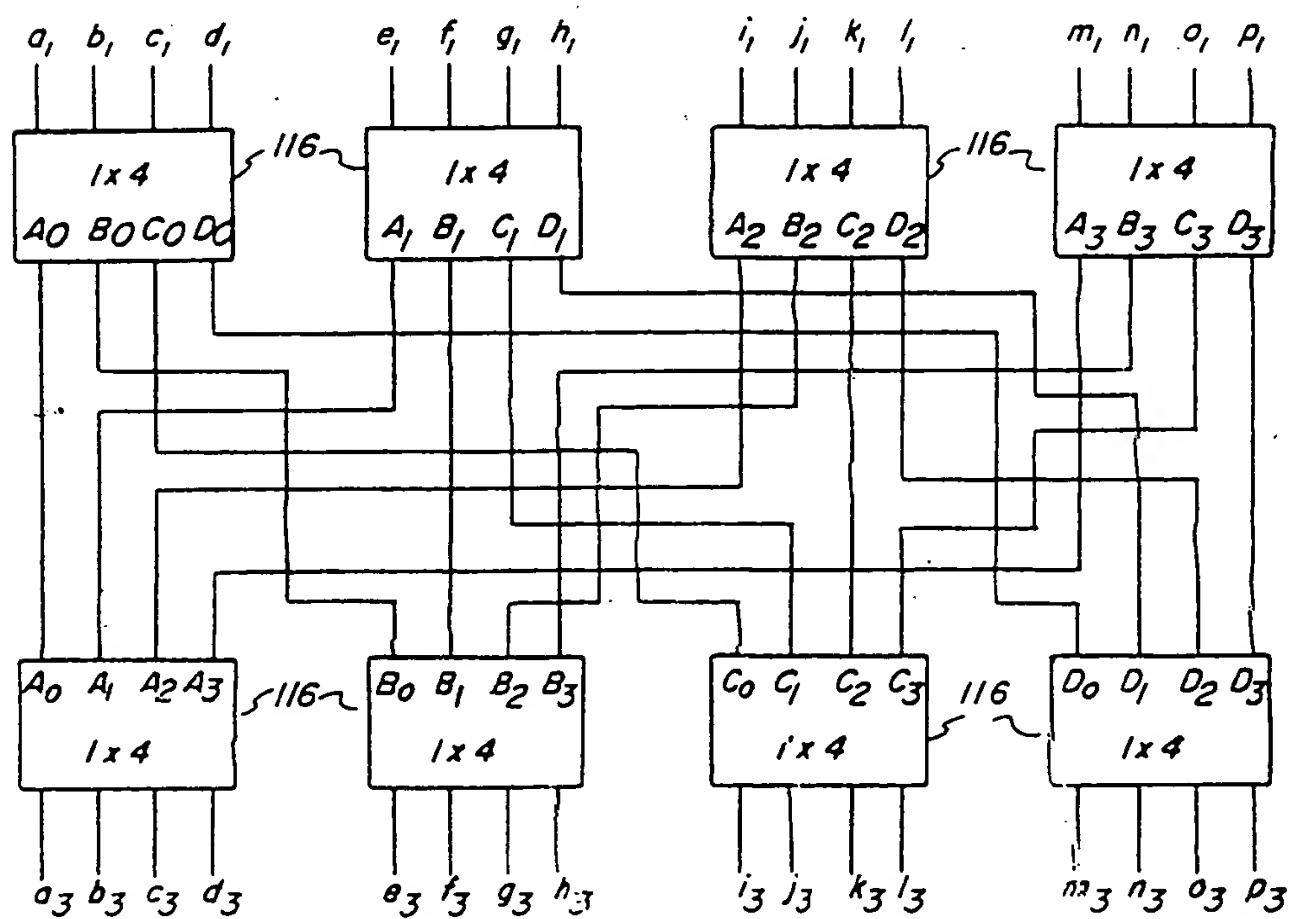 a₁ b₁ c₁ d₁ e₁ f₁ g₁ h₁ i₁ j₁ k₁ l₁ m₁ n₁ o₁ p₁
116 116
1x4 1x4 1x4 1x4
A0 B0 C0 D0 A₁ B₁ C₁ D₁ A₂ B₂ C₂ D₂ A₃ B₃ C₃ D₃
A₀ A₁ A₂ A₃ 116 B₀ B₁ B₂ B₃ C₀ C₁ C₂ C₃ 116 D₀ D₁ D₂ D₃
1x4 1x4 ix4 1x4
a₃ b₃ c₃ d₃ e₃ f₃ g₃ h₃ i₃ j₃ k₃ l₃ m₃ n₃ o₃ p₃